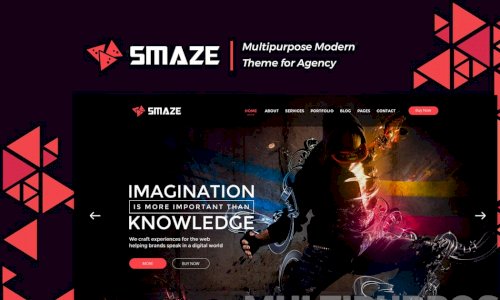 SMAZE
Multipurpose Modern
Theme for Agency
SMAZE
HOME ABOUT SERVICES PORTFOLIO BLOG PAGES CONTACT Buy Now
IMAGINATION
IS MORE IMPORTANT THAN
KNOWLEDGE
We craft experiences for the web
helping brands speak in a digital world
MORE BUY NOW